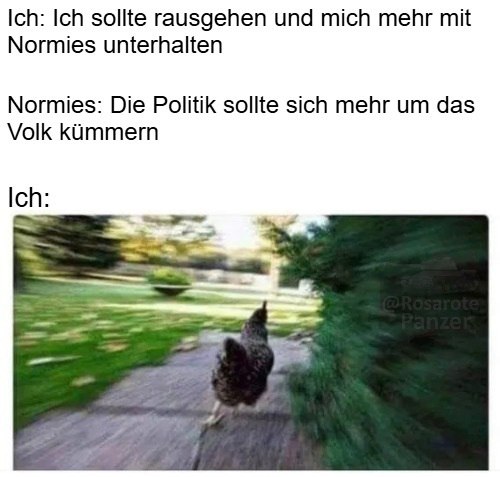 Ich: Ich sollte rausgehen und mich mehr mit
Normies unterhalten
Normies: Die Politik sollte sich mehr um das
Volk kümmern
Ich:
@Rosarote
Panzer